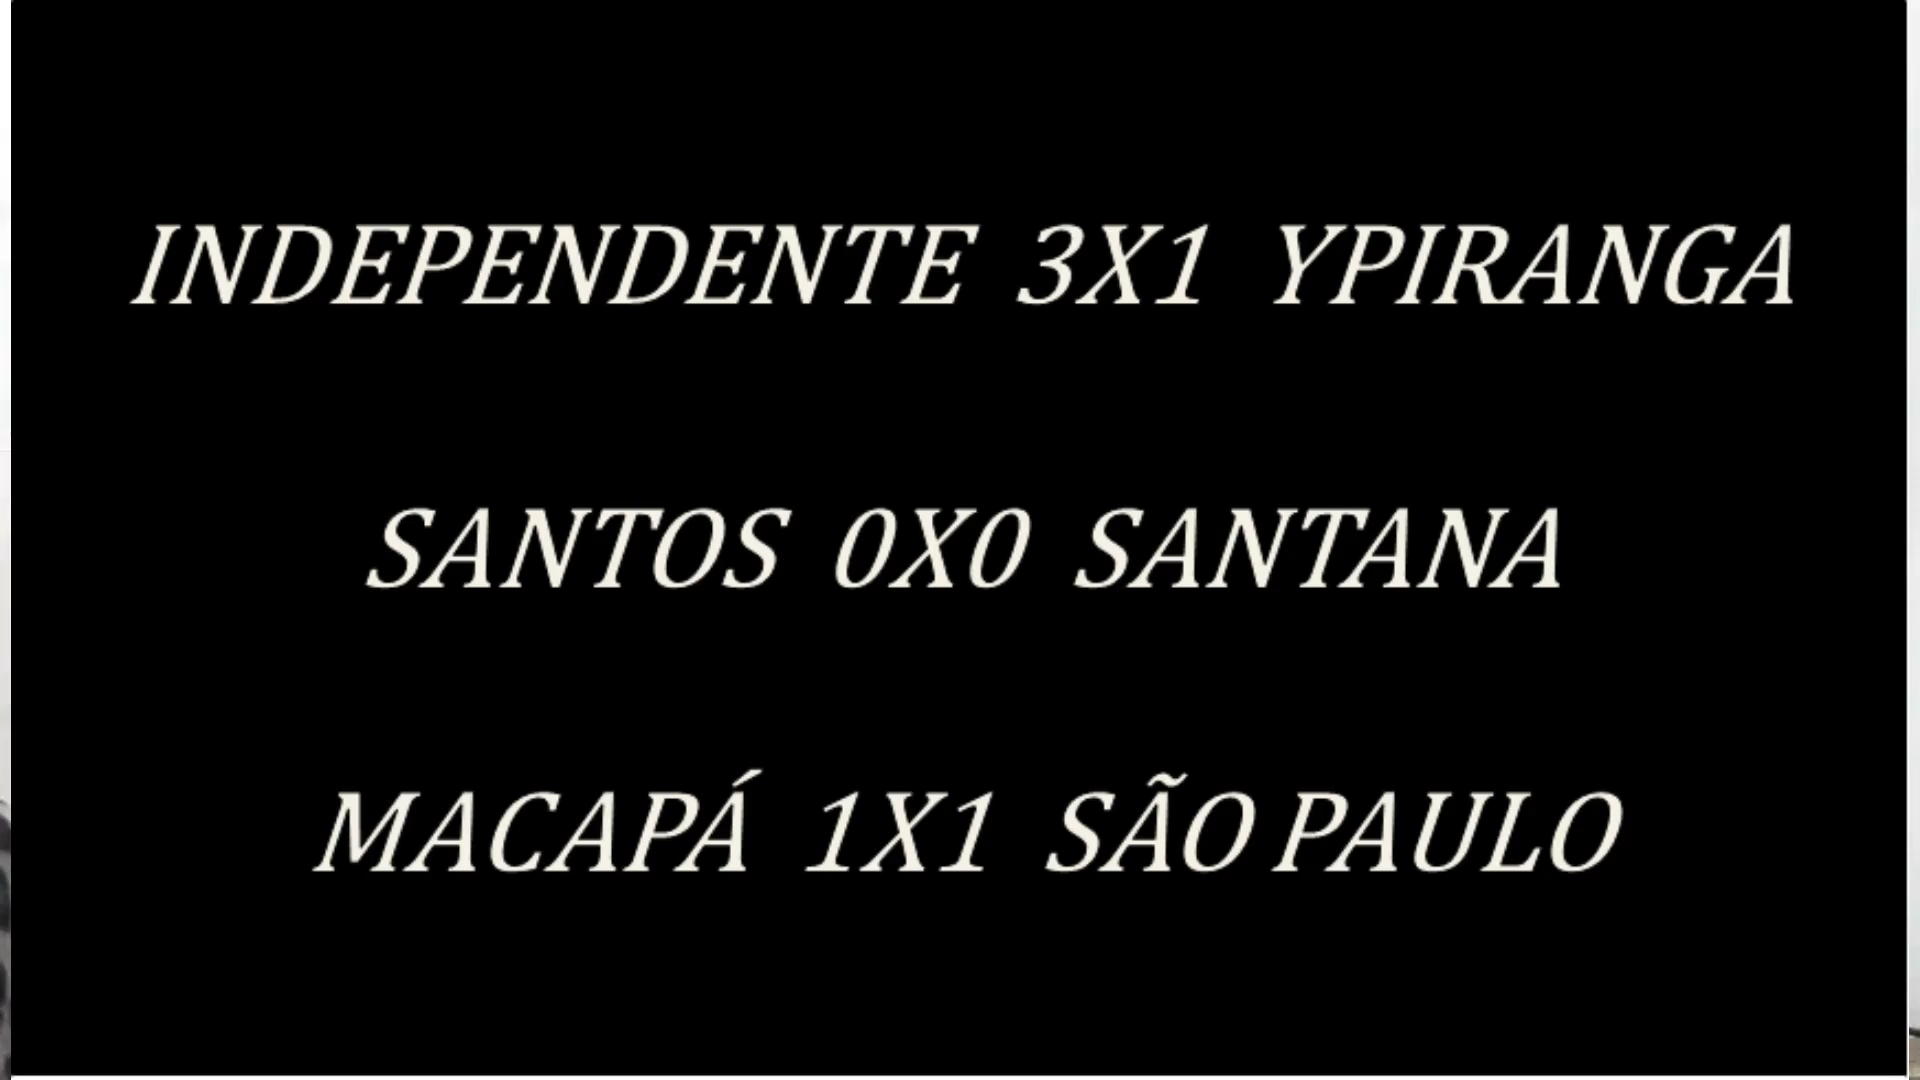 INDEPENDENTE 3X1 YPIRANGA
SANTOS 0X0 SANTANA
MACAPÁ 1X1 SÃO PAULO